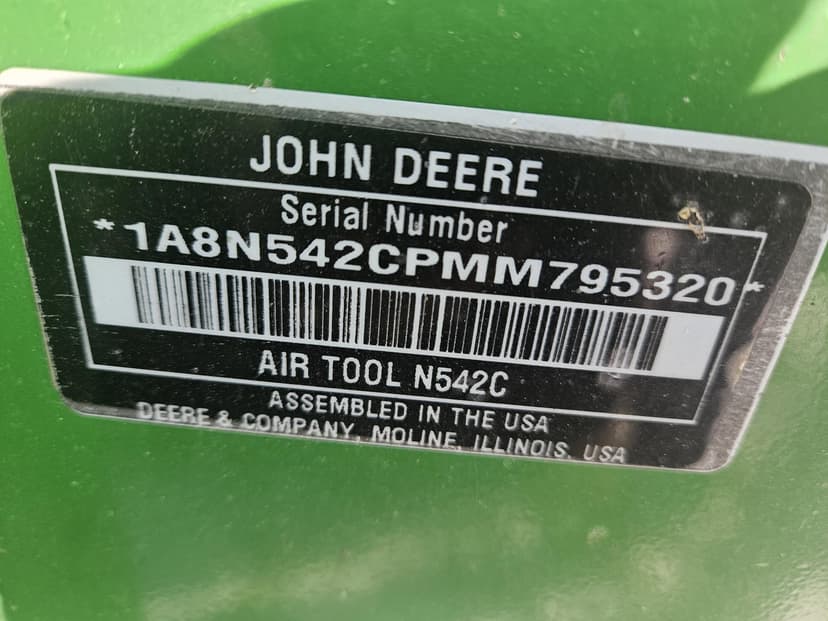 JOHN DEERE
Serial Number
*1A8N542CPMM795320*
AIR TOOL N542C
ASSEMBLED IN THE USA
DEERE & COMPANY, MOLINE, ILLINOIS, USA